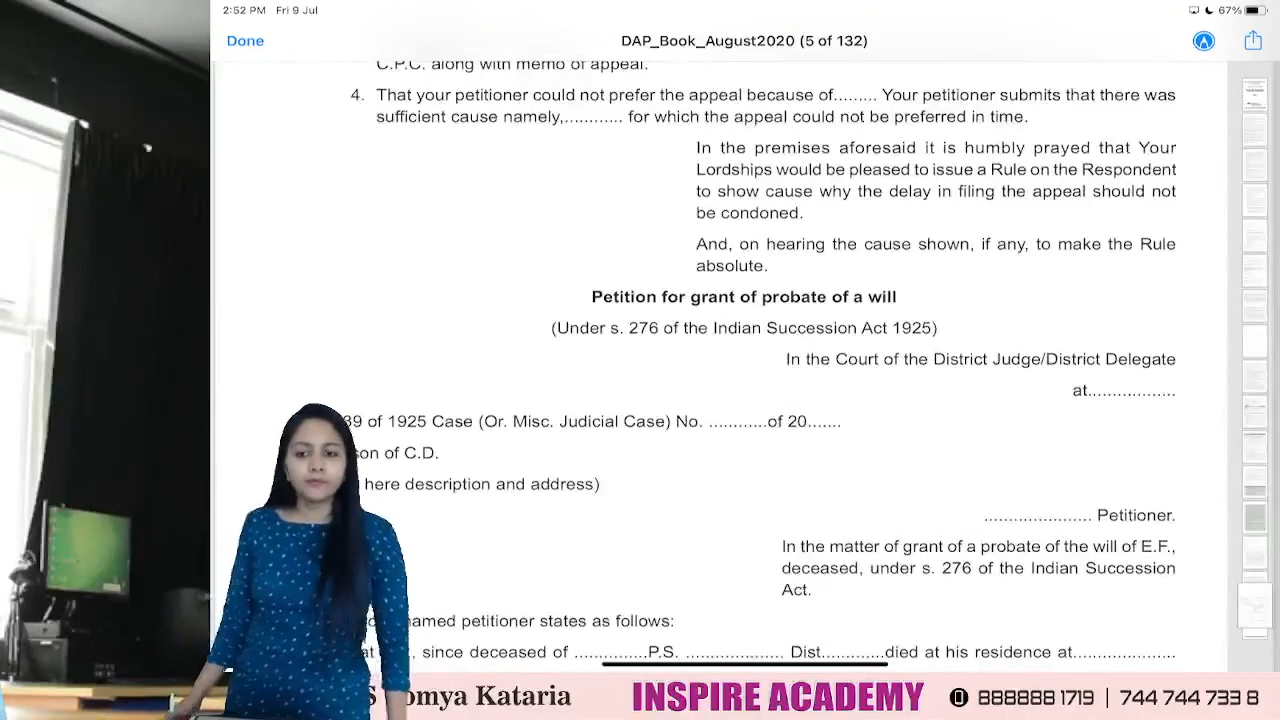 2:52 PM Fri 9 Jul
67%
Done
DAP_Book_August2020 (5 of 132)
C.P.C. along with memo of appeal.
4. That your petitioner could not prefer the appeal because of......... Your petitioner submits that there was
sufficient cause namely,............ for which the appeal could not be preferred in time.
In the premises aforesaid it is humbly prayed that Your
Lordships would be pleased to issue a Rule on the Respondent
to show cause why the delay in filing the appeal should not
be condoned.
And, on hearing the cause shown, if any, to make the Rule
absolute.
Petition for grant of probate of a will
(Under s. 276 of the Indian Succession Act 1925)
In the Court of the District Judge/District Delegate
at..................
39 of 1925 Case (Or. Misc. Judicial Case) No. ............of 20.......
son of C.D.
here description and address)
...................... Petitioner.
In the matter of grant of a probate of the will of E.F.,
deceased, under s. 276 of the Indian Succession
Act.
named petitioner states as follows:
since deceased of ...............P.S. .................... Dist.............died at his residence at.....................
Kataria
INSPIRE ACADEMY
888888 1719 | 744 744 733 8